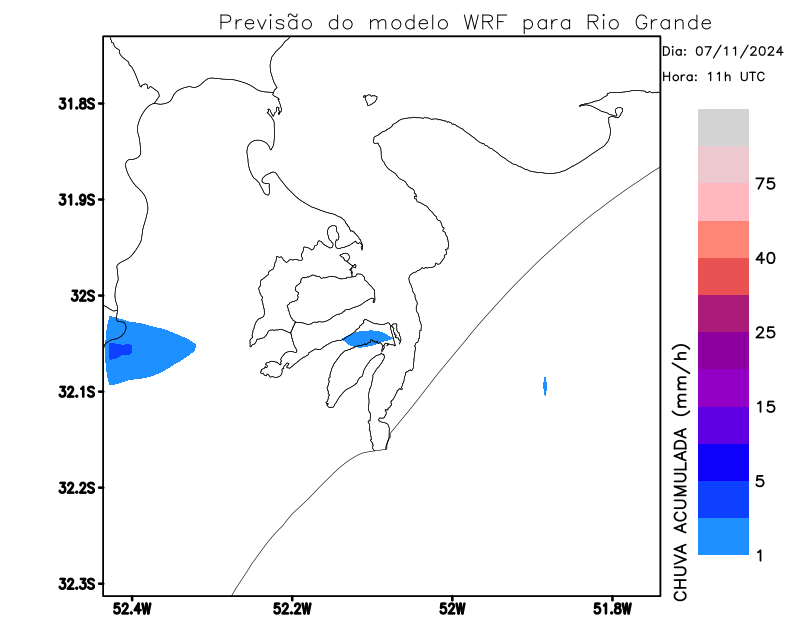 Previsão do modelo WRF para Rio Grande
Dia: 07/11/2024
Hora: 11h UTC
31.8S
31.9S
32S
32.1S
32.2S
32.3S
52.4W
52.2W
52W
51.8W
75
40
25
15
5
1
CHUVA ACUMULADA (mm/h)